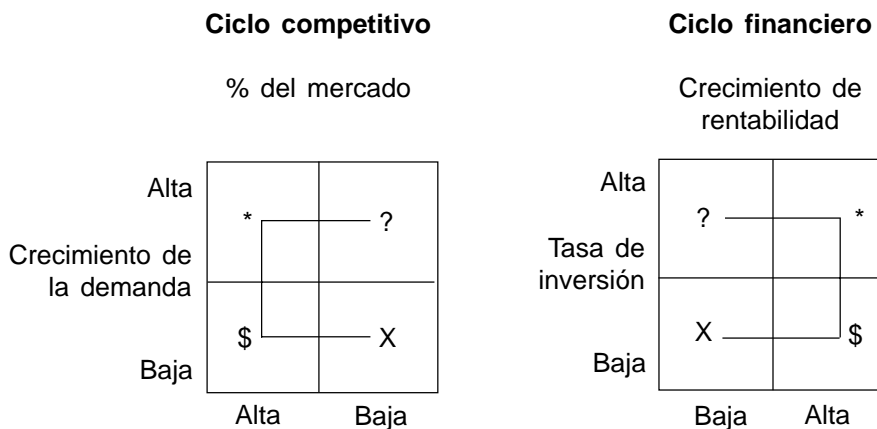 Ciclo competitivo
% del mercado
Alta
* ?
Crecimiento de
la demanda
$ X
Baja
Alta Baja
Ciclo financiero
Crecimiento de
rentabilidad
Alta
? *
Tasa de
inversión
X $
Baja
Baja Alta